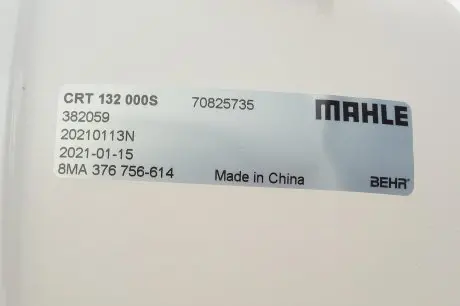 CRT 132 000S 70825735 MAHLE
382059
20210113N
2021-01-15
8MA 376 756-614 Made in China BEHR